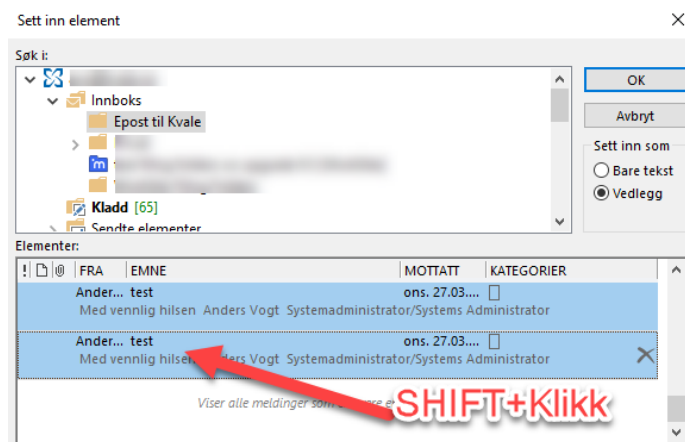 Sett inn element
Søk i:
Innboks
Epost til Kvale
Kladd [65]
Sendte elementer
OK
Avbryt
Sett inn som
Bare tekst
Vedlegg
Elementer:
FRA EMNE MOTTATT KATEGORIER
Ander... test ons. 27.03....
Med vennlig hilsen Anders Vogt Systemadministrator/Systems Administrator
Ander... test ons. 27.03....
Med vennlig hilsen Anders Vogt Systemadministrator/Systems Administrator
Viser alle meldinger som
SHIFT+Klikk